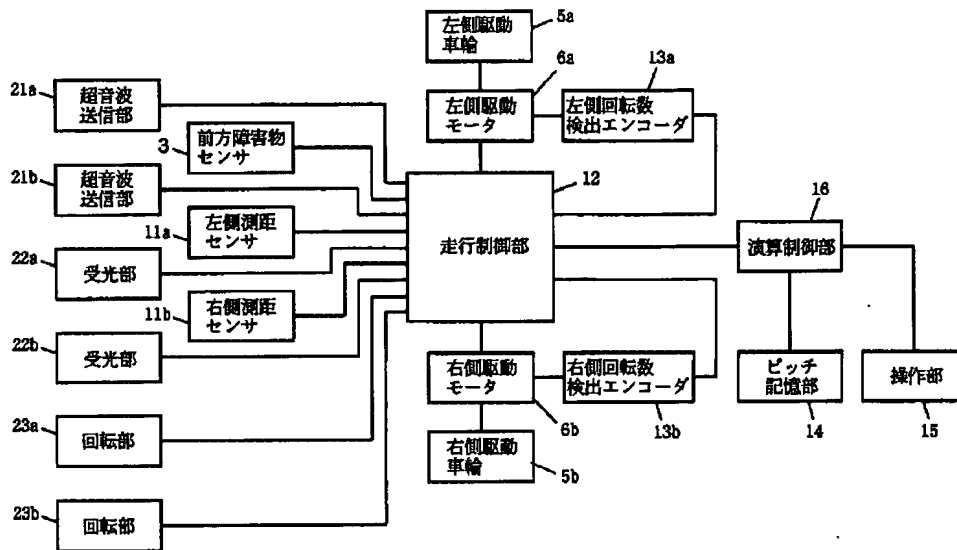 5a
左側駆動
車輪
6a
13a
21a
超音波
送信部
左側駆動
モータ
左側回転数
検出エンコーダ
3
前方障害物
センサ
21b
超音波
送信部
12
16
11a
左側測距
センサ
走行制御部
演算制御部
22a
受光部
11b
右側測距
センサ
22b
受光部
右側駆動
モータ
右側回転数
検出エンコーダ
ピッチ
記憶部
操作部
23a
回転部
6b
13b
14
15
右側駆動
車輪
5b
23b
回転部